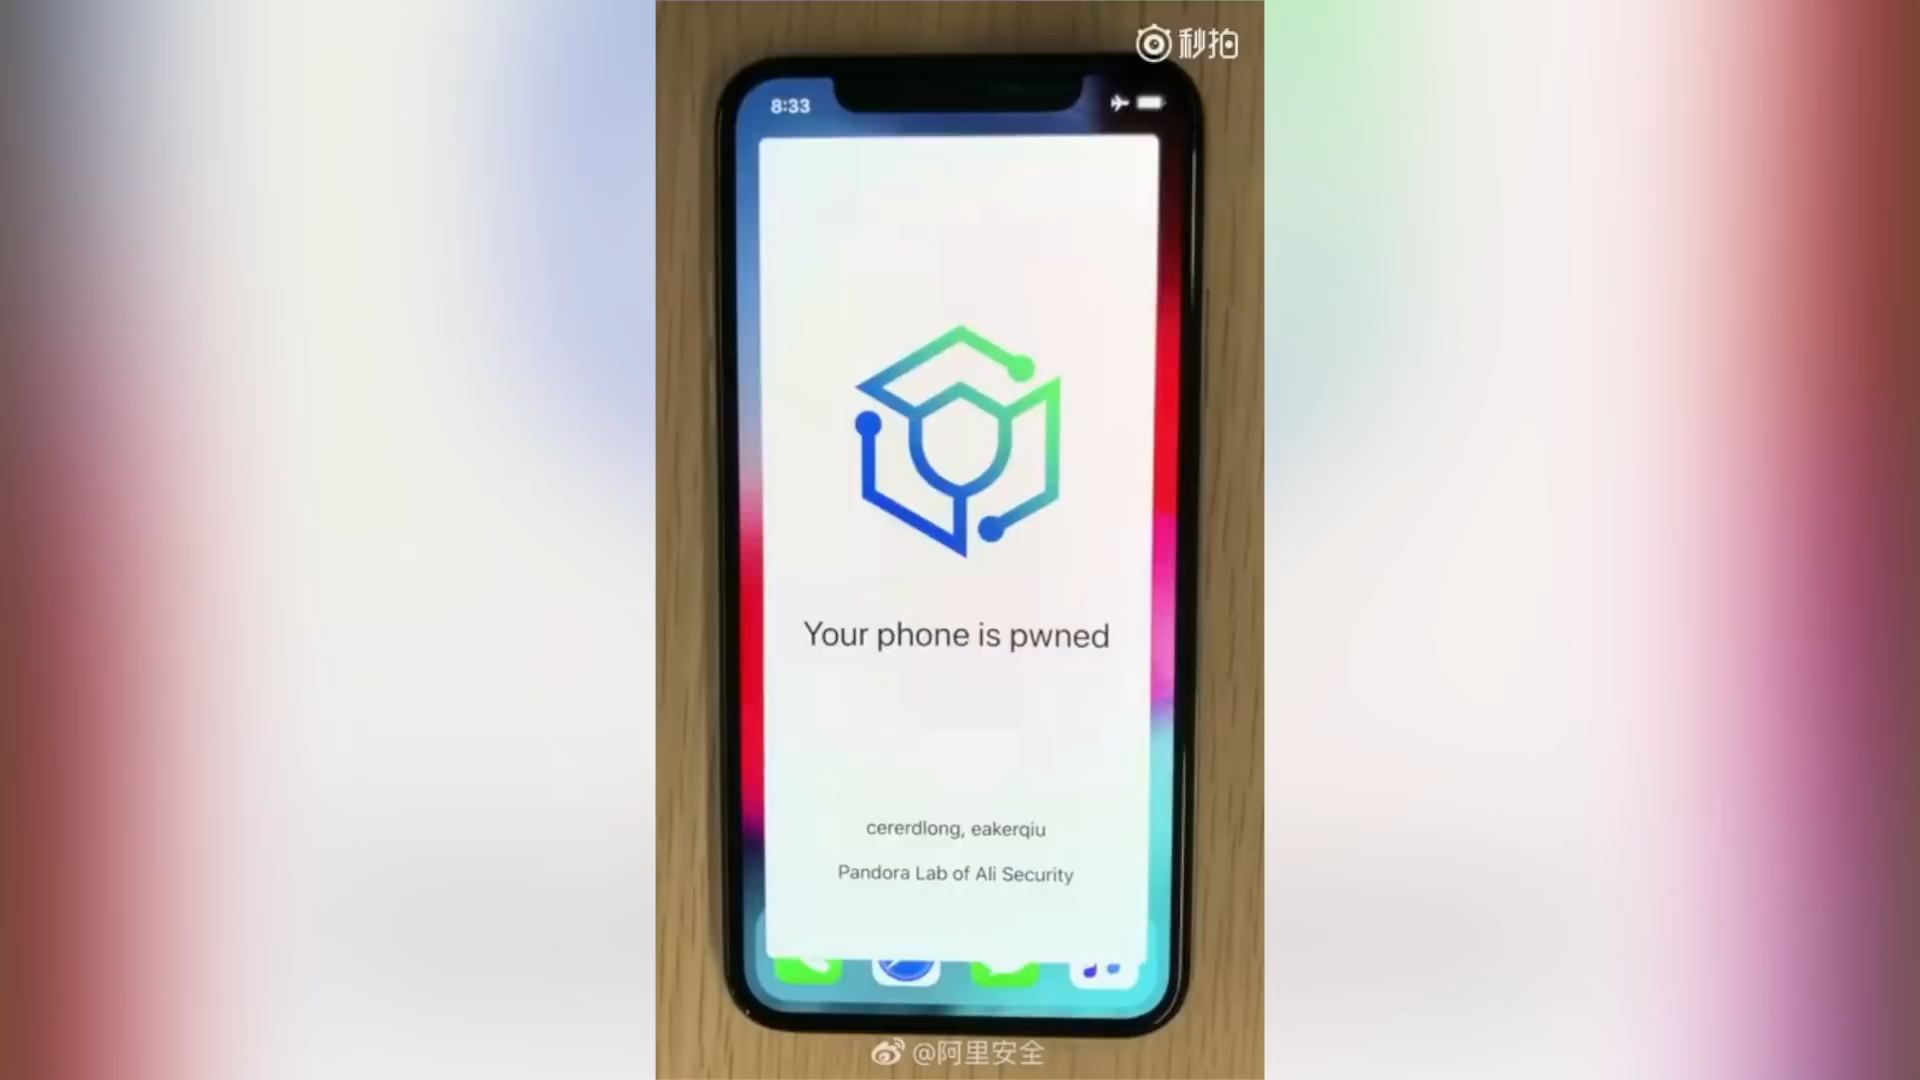 秒拍
8:33
Your phone is pwned
cererdlong, eakerqiu
Pandora Lab of Ali Security
@阿里安全